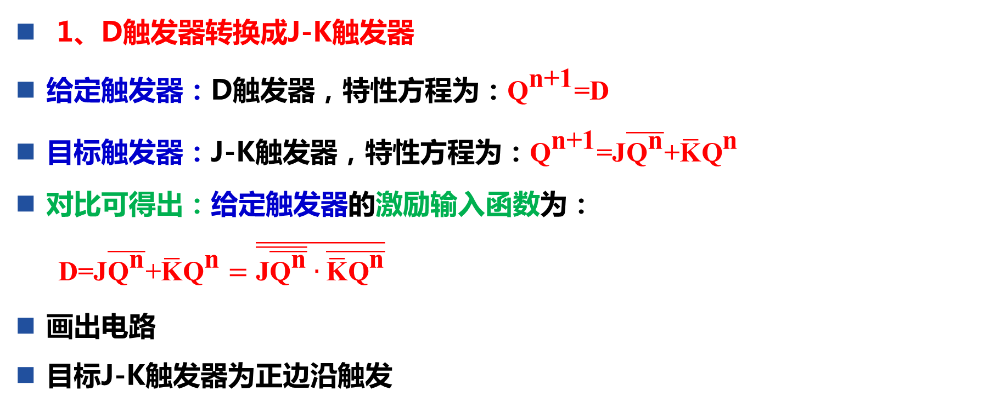 ■ 1、D触发器转换成J-K触发器
■ 给定触发器：D触发器，特性方程为：$Q^{n+1}=D$
■ 目标触发器：J-K触发器，特性方程为：$Q^{n+1}=J\overline{Q^n}+\overline{K}Q^n$
■ 对比可得出：给定触发器的激励输入函数为：
$D=J\overline{Q^n}+\overline{K}Q^n=\overline{\overline{J\overline{Q^n}}\cdot\overline{\overline{K}Q^n}}$
■ 画出电路
■ 目标J-K触发器为正边沿触发